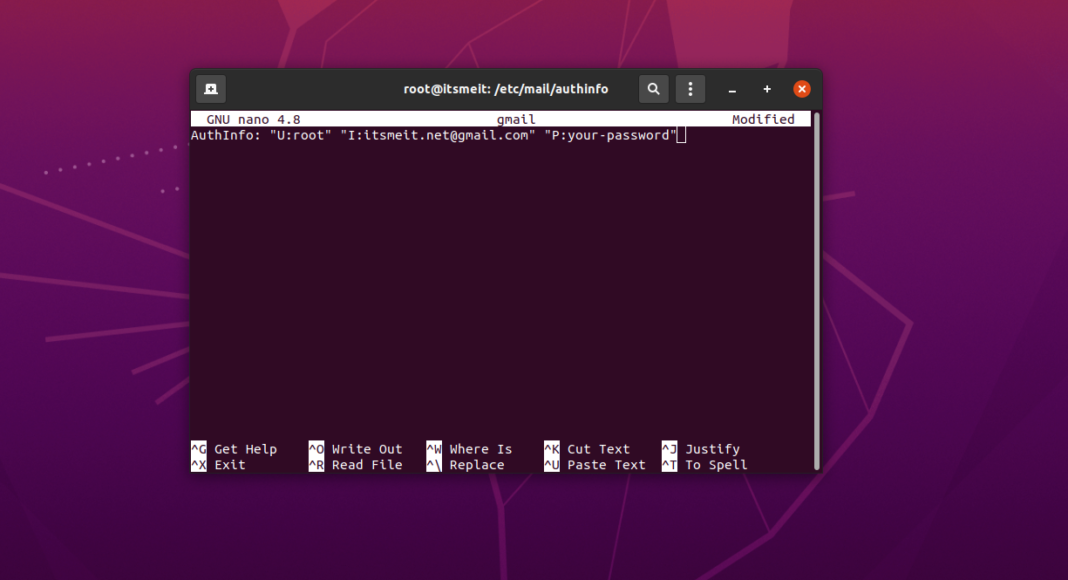 root@itsmeit: /etc/mail/authinfo
GNU nano 4.8 gmail Modified
AuthInfo: "U:root" "I:itsmeit.net@gmail.com" "P:your-password"
^G Get Help ^O Write Out ^W Where Is ^K Cut Text ^J Justify
^X Exit ^R Read File ^\ Replace ^U Paste Text ^T To Spell